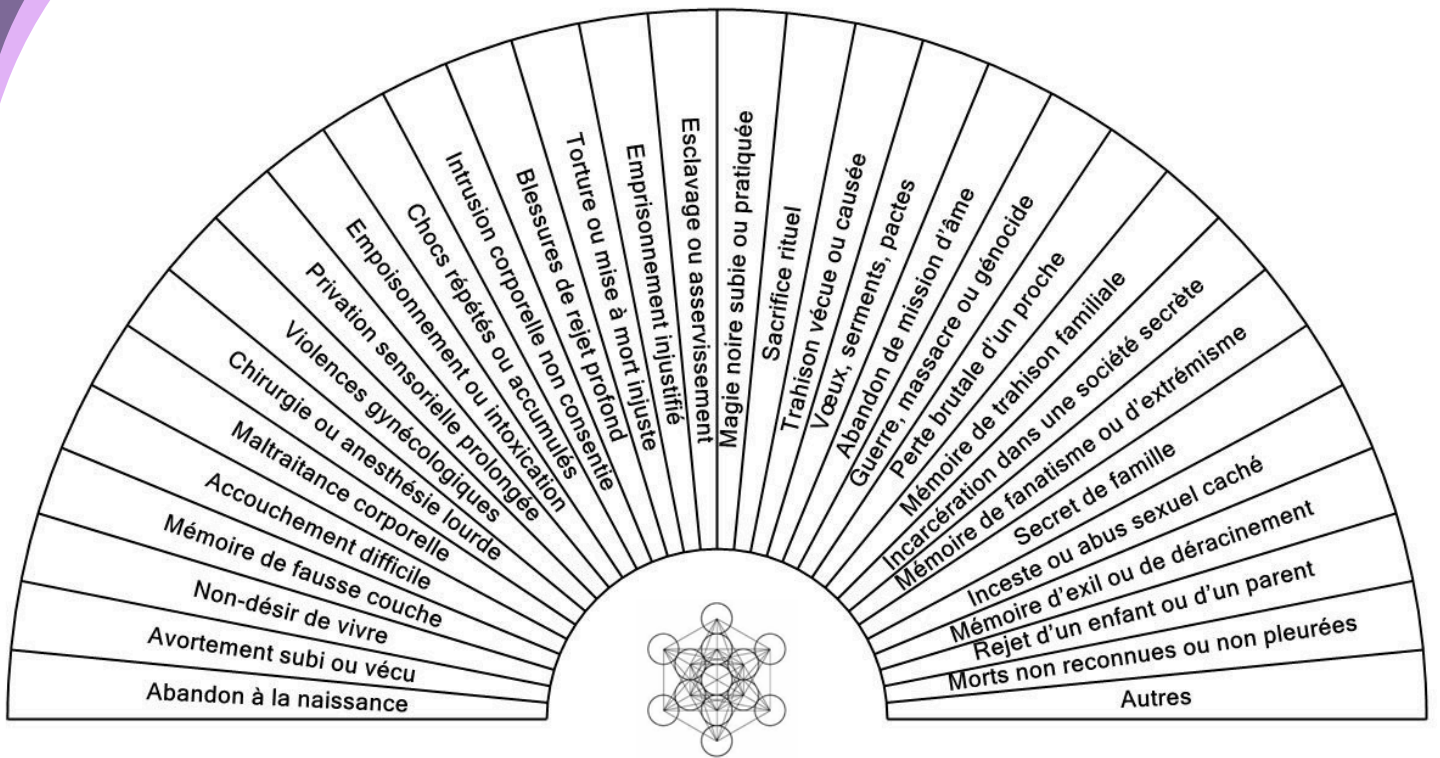 Abandon à la naissance
Avortement subi ou vécu
Non-désir de vivre
Mémoire de fausse couche
Accouchement difficile
Maltraitance corporelle
Chirurgie ou anesthésie lourde
Violences gynécologiques
Privation sensorielle prolongée
Empoisonnement ou intoxication
Chocs répétés ou accumulés
Intrusion corporelle non consentie
Blessures de rejet profond
Torture ou mise à mort injuste
Emprisonnement injustifié
Esclavage ou asservissement
Magie noire subie ou pratiquée
Sacrifice rituel
Trahison vécue ou causée
Vœux, serments, pactes
Abandon de mission d'âme
Guerre, massacre ou génocide
Perte brutale d'un proche
Mémoire de trahison familiale
Incarcération dans une société secrète
Mémoire de fanatisme ou d'extrémisme
Secret de famille
Inceste ou abus sexuel caché
Mémoire d'exil ou de déracinement
Rejet d'un enfant ou d'un parent
Morts non reconnues ou non pleurées
Autres